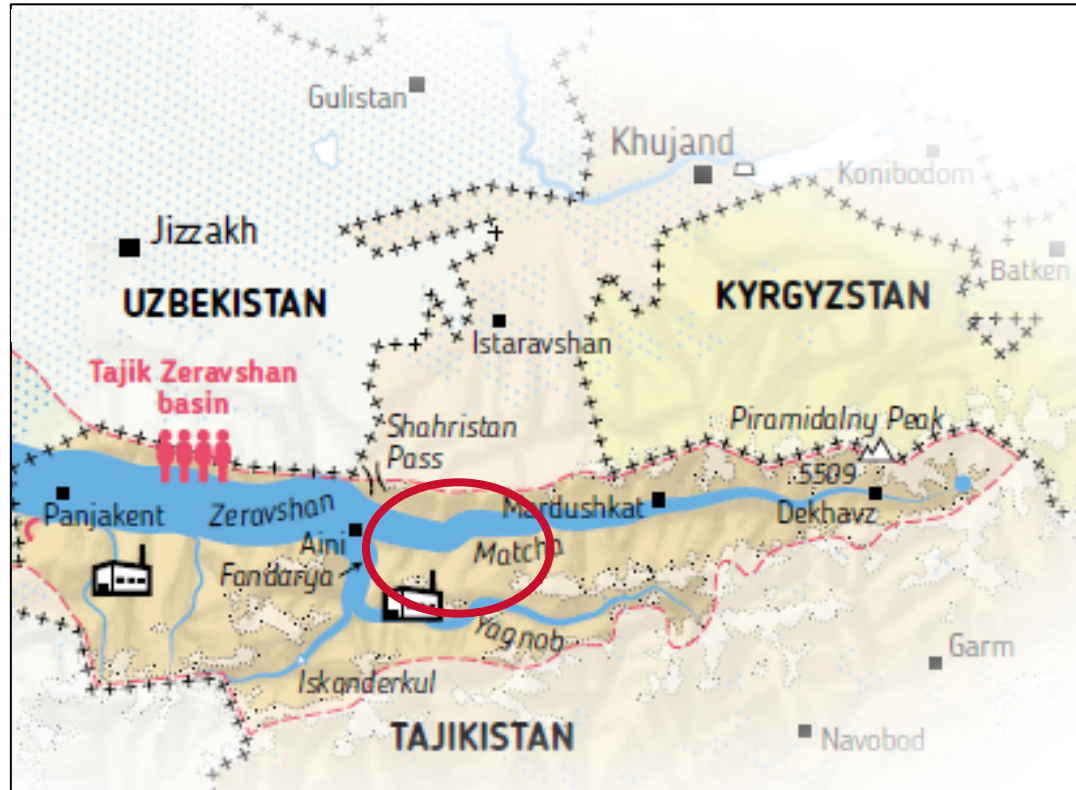 Gulistan
Khujand
Konibodom
Jizzakh
Batken
UZBEKISTAN
KYRGYZSTAN
Istaravshan
Tajik Zeravshan
basin
Shahristan
Pass
Piramidalny Peak
5509
Panjakent
Zeravshan
Mardushkat
Dekhavz
Aini
Matcha
Fandarya
Yagnob
Garm
Iskanderkul
TAJIKISTAN
Navobod